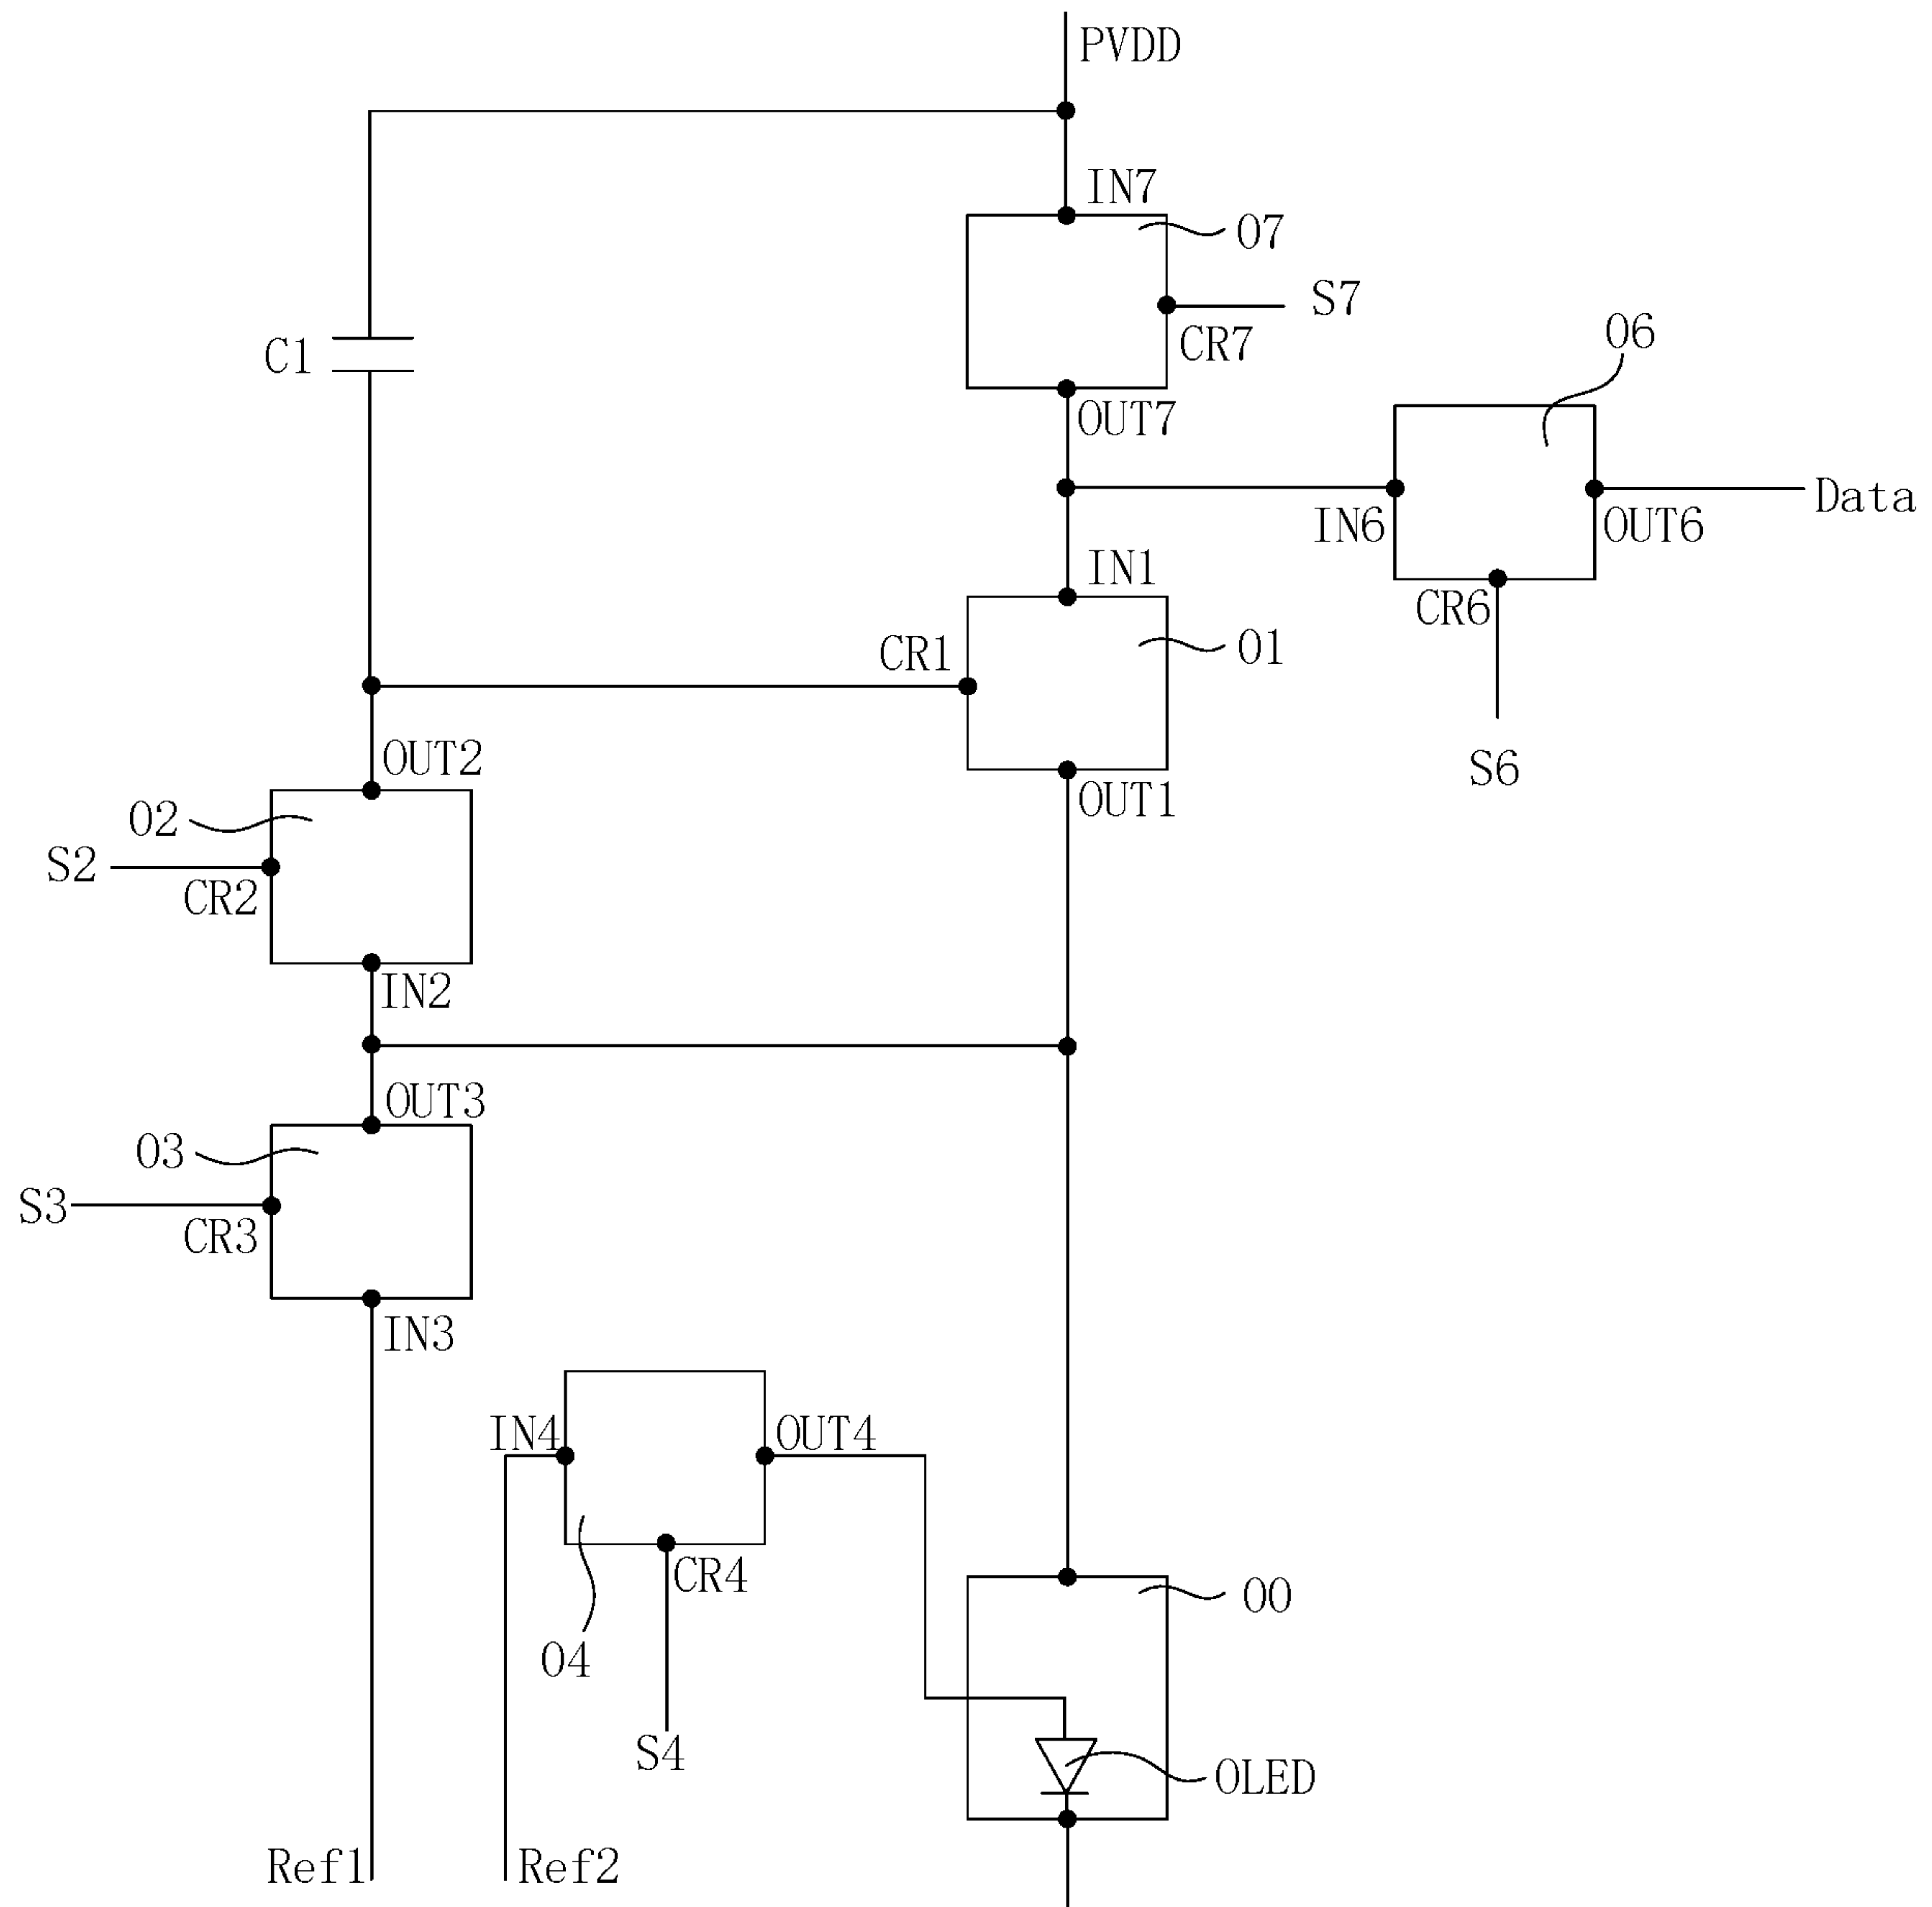 PVDD
IN7
07
S7
CR7
06
C1
OUT7
Data
IN6
OUT6
IN1
CR6
CR1
01
OUT2
S6
OUT1
02
S2
CR2
IN2
OUT3
03
S3
CR3
IN3
IN4
OUT4
CR4
00
04
S4
OLED
Ref1
Ref2